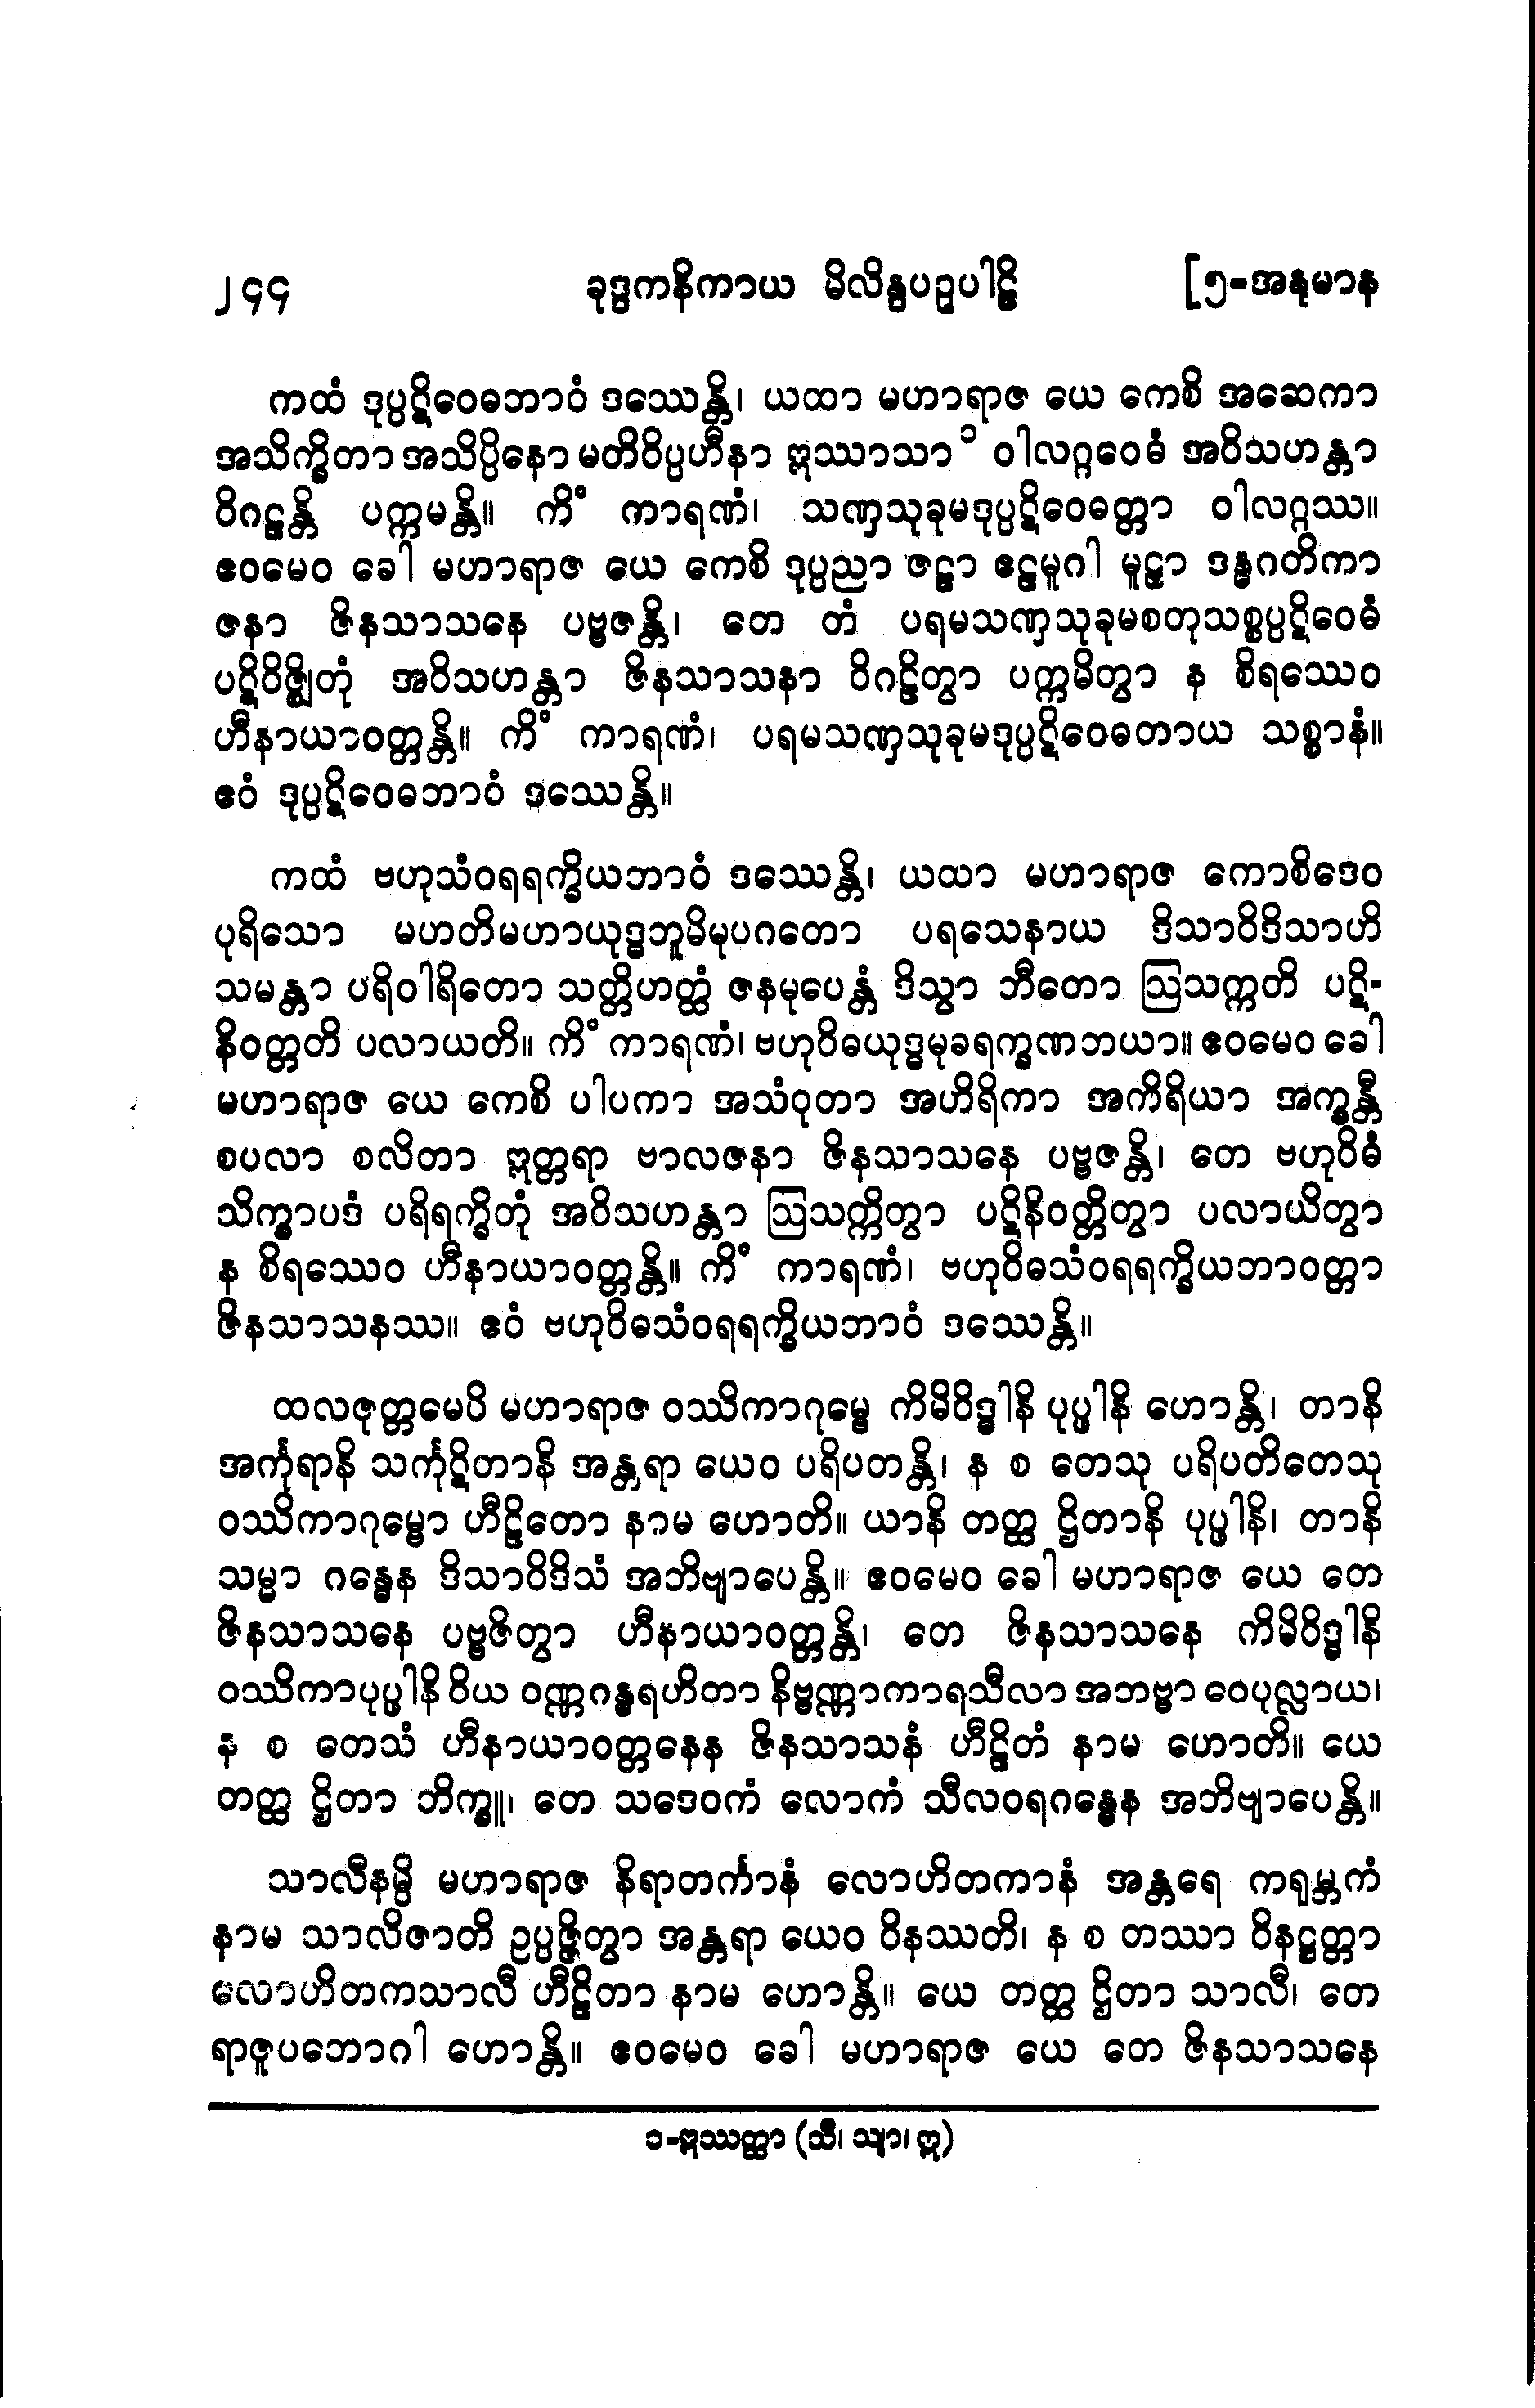 ၂၄၄ ခုဒ္ဒကနိကာယ မိလိန္ဒပဉှပါဠိ [၅-အနုမာန
ကထံ ဒုပ္ပဋိဝေဓဘာဝံ ဒဿေန္တိ၊ ယထာ မဟာရာဇ ယေ ကေစိ အဆေကာ
အသိက္ခိတာ အသိပ္ပိနော မတိဝိပ္ပဟီနာ ဣဿာသာ ၁ ဝါလဂ္ဂဝေဓံ အဝိသဟန္တာ
ဝိဂဠန္တိ ပက္ကမန္တိ။ ကိံ ကာရဏံ၊ သဏှသုခုမဒုပ္ပဋိဝေဓတ္တာ ဝါလဂ္ဂဿ။
ဧဝမေဝ ခေါ မဟာရာဇ ယေ ကေစိ ဒုပ္ပညာ ဇဠာ ဧဠမူဂါ မူဠှာ ဒန္ဓဂတိကာ
ဇနာ ဇိနသာသနေ ပဗ္ဗဇန္တိ၊ တေ တံ ပရမသဏှသုခုမစတုသစ္စပ္ပဋိဝေဓံ
ပဋိဝိဇ္ဈိတုံ အဝိသဟန္တာ ဇိနသာသနာ ဝိဂဠိတွာ ပက္ကမိတွာ န စိရဿေဝ
ဟီနာယာဝတ္တန္တိ။ ကိံ ကာရဏံ၊ ပရမသဏှသုခုမဒုပ္ပဋိဝေဓတာယ သစ္စာနံ။
ဧဝံ ဒုပ္ပဋိဝေဓဘာဝံ ဒဿေန္တိ။
ကထံ ဗဟုသံဝရရက္ခိယဘာဝံ ဒဿေန္တိ၊ ယထာ မဟာရာဇ ကောစိဒေဝ
ပုရိသော မဟတိမဟာယုဒ္ဓဘူမိမုပဂတော ပရသေနာယ ဒိသာဝိဒိသာဟိ
သမန္တာ ပရိဝါရိတော သတ္တိဟတ္ထံ ဇနမုပေန္တံ ဒိသွာ ဘီတော ဩသက္ကတိ ပဋိ-
နိဝတ္တတိ ပလာယတိ။ ကိံ ကာရဏံ၊ ဗဟုဝိဓယုဒ္ဓမုခရက္ခဏဘယာ။ ဧဝမေဝ ခေါ
မဟာရာဇ ယေ ကေစိ ပါပကာ အသံဝုတာ အဟိရိကာ အကိရိယာ အက္ခန္တီ
စပလာ စလိတာ ဣတ္တရာ ဗာလဇနာ ဇိနသာသနေ ပဗ္ဗဇန္တိ၊ တေ ဗဟုဝိဓံ
သိက္ခာပဒံ ပရိရက္ခိတုံ အဝိသဟန္တာ ဩသက္ကိတွာ ပဋိနိဝတ္တိတွာ ပလာယိတွာ
န စိရဿေဝ ဟီနာယာဝတ္တန္တိ။ ကိံ ကာရဏံ၊ ဗဟုဝိဓသံဝရရက္ခိယဘာဝတ္တာ
ဇိနသာသနဿ။ ဧဝံ ဗဟုဝိဓသံဝရရက္ခိယဘာဝံ ဒဿေန္တိ။
ထလဇုတ္တမေပိ မဟာရာဇ ဝဿိကာဂုမ္ဗေ ကိမိဝိဒ္ဓါနိ ပုပ္ဖါနိ ဟောန္တိ၊ တာနိ
အင်္ကုရာနိ သင်္ကုဋိတာနိ အန္တရာ ယေဝ ပရိပတန္တိ၊ န စ တေသု ပရိပတိတေသု
ဝဿိကာဂုမ္ဗော ဟီဠိတော နာမ ဟောတိ။ ယာနိ တတ္ထ ဌိတာနိ ပုပ္ဖါနိ၊ တာနိ
သမ္မာ ဂန္ဓေန ဒိသာဝိဒိသံ အဘိဗျာပေန္တိ။ ဧဝမေဝ ခေါ မဟာရာဇ ယေ တေ
ဇိနသာသနေ ပဗ္ဗဇိတွာ ဟီနာယာဝတ္တန္တိ၊ တေ ဇိနသာသနေ ကိမိဝိဒ္ဓါနိ
ဝဿိကာပုပ္ဖါနိ ဝိယ ဝဏ္ဏဂန္ဓရဟိတာ နိဗ္ဗဏ္ဏာကာရသီလာ အဘဗ္ဗာ ဝေပုလ္လာယ၊
န စ တေသံ ဟီနာယာဝတ္တနေန ဇိနသာသနံ ဟီဠိတံ နာမ ဟောတိ။ ယေ
တတ္ထ ဌိတာ ဘိက္ခူ၊ တေ သဒေဝကံ လောကံ သီလဝရဂန္ဓေန အဘိဗျာပေန္တိ။
သာလီနမ္ပိ မဟာရာဇ နိရာတင်္ကာနံ လောဟိတကာနံ အန္တရေ ကရုမ္ဘကံ
နာမ သာလိဇာတိ ဥပ္ပဇ္ဇိတွာ အန္တရာ ယေဝ ဝိနဿတိ၊ န စ တဿာ ဝိနဋ္ဌတ္တာ
လောဟိတကသာလီ ဟီဠိတာ နာမ ဟောန္တိ။ ယေ တတ္ထ ဌိတာ သာလီ၊ တေ
ရာဇူပဘောဂါ ဟောန္တိ။ ဧဝမေဝ ခေါ မဟာရာဇ ယေ တေ ဇိနသာသနေ
၁-ဣဿတ္ထာ (သီ၊ သျာ၊ ဣ)